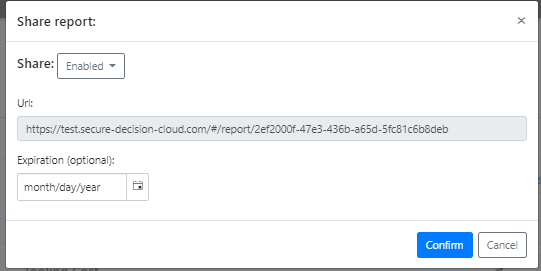 Share report:
×
Share: Enabled
Url:
https://test.secure-decision-cloud.com/#/report/2ef2000f-47e3-436b-a65d-5fc81c6b8deb
Expiration (optional):
month/day/year
Confirm Cancel